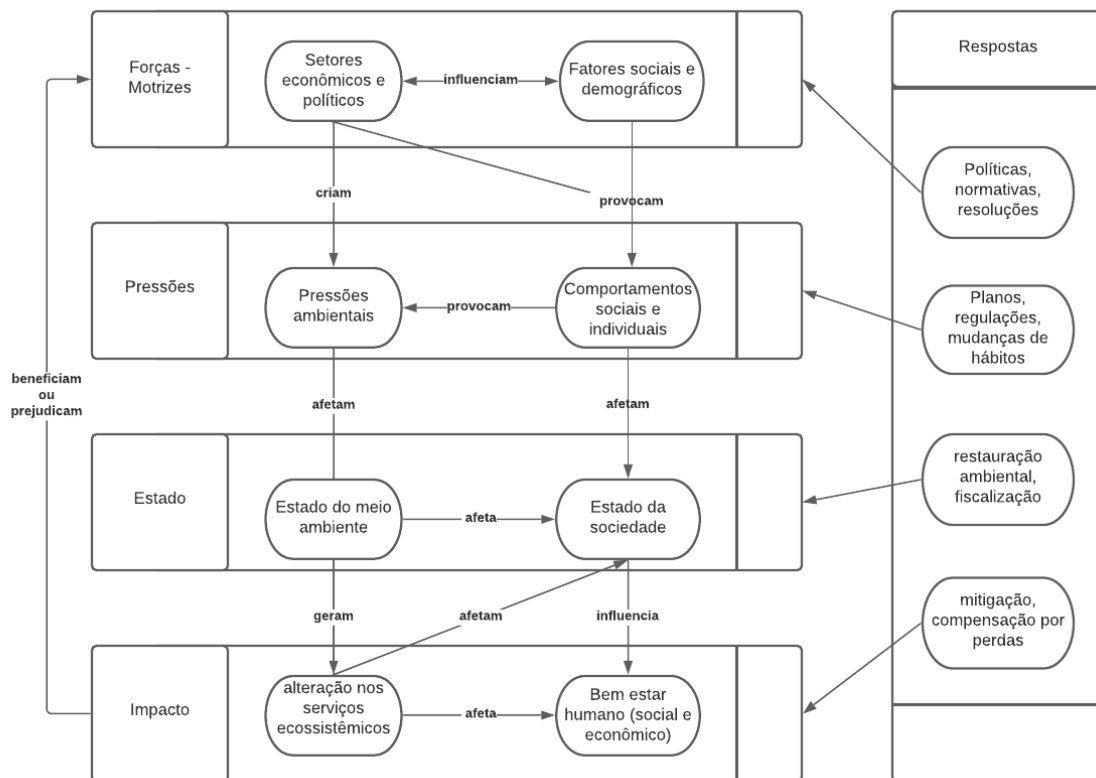 Forças -
Motrizes
Setores
econômicos e
políticos
influenciam
Fatores sociais e
demográficos
Respostas
criam
provocam
Políticas,
normativas,
resoluções
Pressões
Pressões
ambientais
provocam
Comportamentos
sociais e
individuais
Planos,
regulações,
mudanças de
hábitos
beneficiam
ou
prejudicam
afetam
afetam
Estado
Estado do meio
ambiente
afeta
Estado da
sociedade
restauração
ambiental,
fiscalização
geram
afetam
influencia
mitigação,
compensação por
perdas
Impacto
alteração nos
serviços
ecossistêmicos
afeta
Bem estar
humano (social e
econômico)